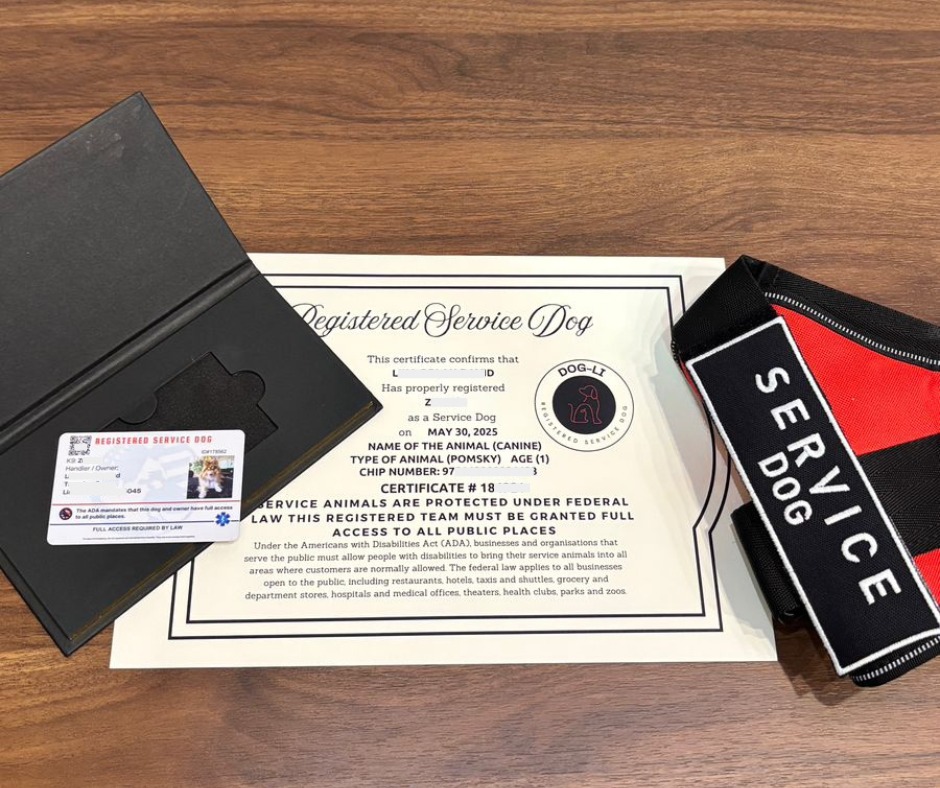 Registered Service Dog
This certificate confirms that
Has properly registered
Z
as a Service Dog
on MAY 30, 2025
NAME OF THE ANIMAL (CANINE)
TYPE OF ANIMAL (POMSKY) AGE (1)
CHIP NUMBER: 97 8
CERTIFICATE # 18
SERVICE ANIMALS ARE PROTECTED UNDER FEDERAL
LAW THIS REGISTERED TEAM MUST BE GRANTED FULL
ACCESS TO ALL PUBLIC PLACES
Under the Americans with Disabilities Act (ADA), businesses and organisations that
serve the public must allow people with disabilities to bring their service animals into all
areas where customers are normally allowed. The federal law applies to all businesses
open to the public, including restaurants, hotels, taxis and shuttles, grocery and
department stores, hospitals and medical offices, theaters, health clubs, parks and zoos.
DOG-LI
REGISTERED SERVICE DOG
REGISTERED SERVICE DOG
Handler / Owner:
The ADA mandates that this dog and owner have full access
to all public places.
FULL ACCESS REQUIRED BY LAW
SERVICE
DOG